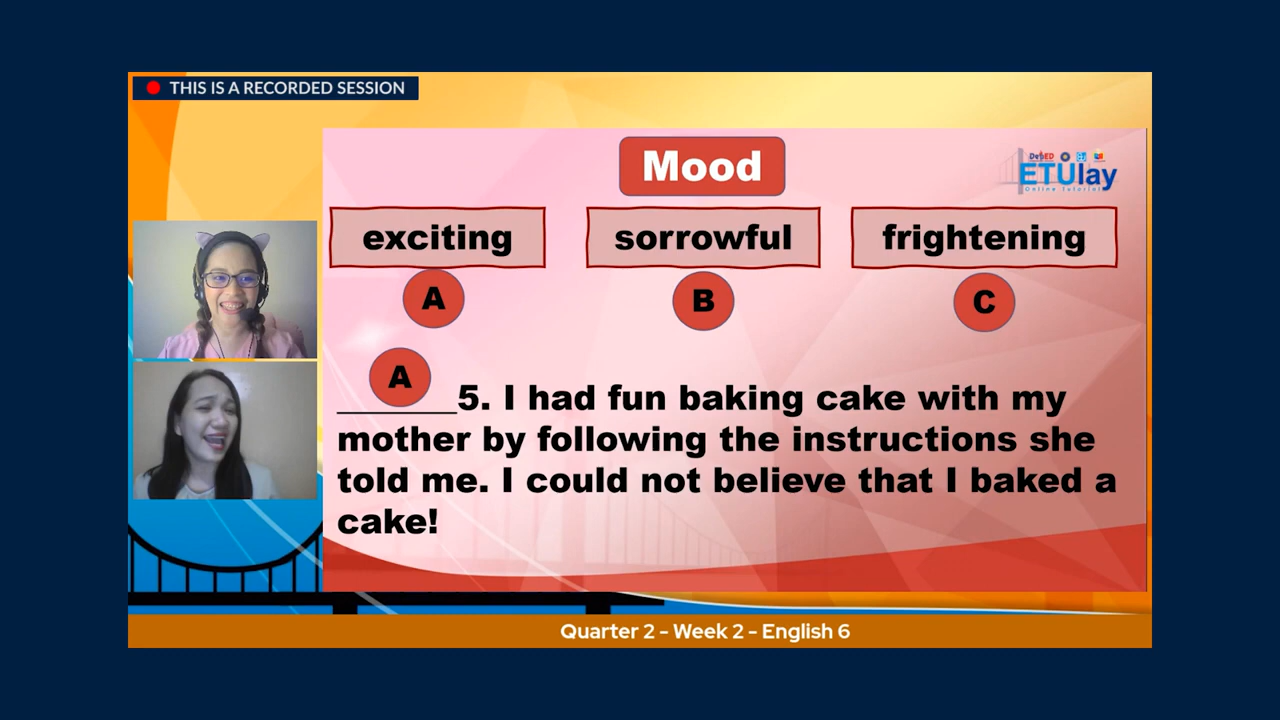 THIS IS A RECORDED SESSION
Mood
DepED
ETUlay
Online Tutorial
exciting
sorrowful
frightening
A
B
C
A
______5. I had fun baking cake with my
mother by following the instructions she
told me. I could not believe that I baked a
cake!
Quarter 2 - Week 2 - English 6